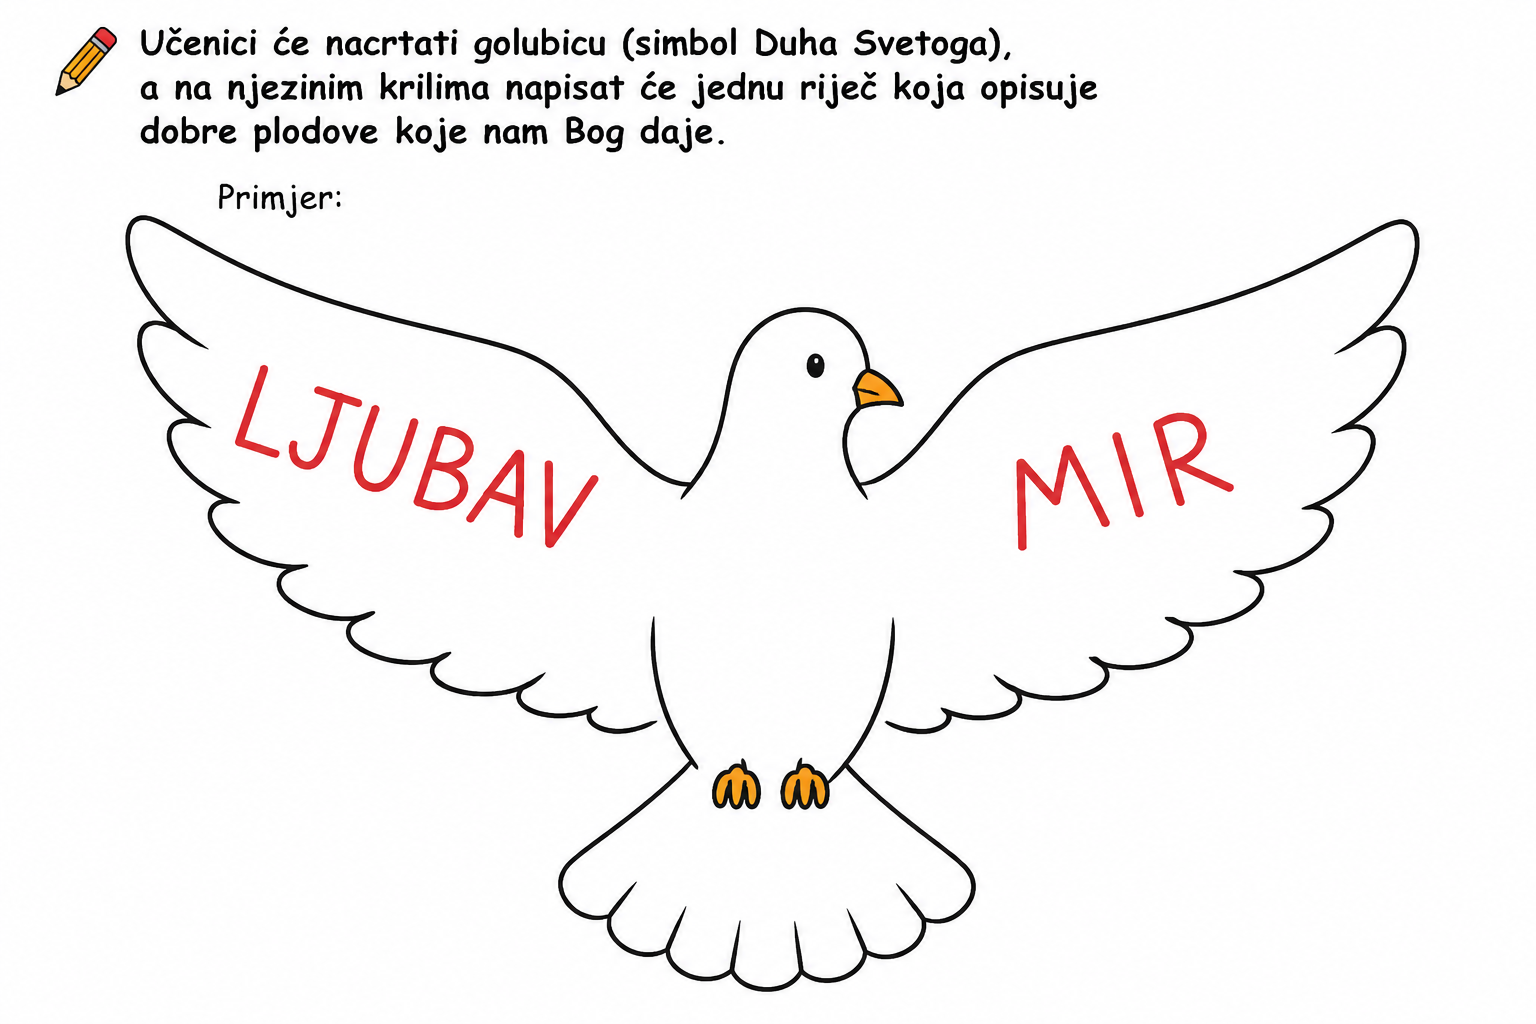 Učenici će nacrtati golubicu (simbol Duha Svetoga),
a na njezinim krilima napisat će jednu riječ koja opisuje
dobre plodove koje nam Bog daje.
Primjer:
LJUBAV
MIR